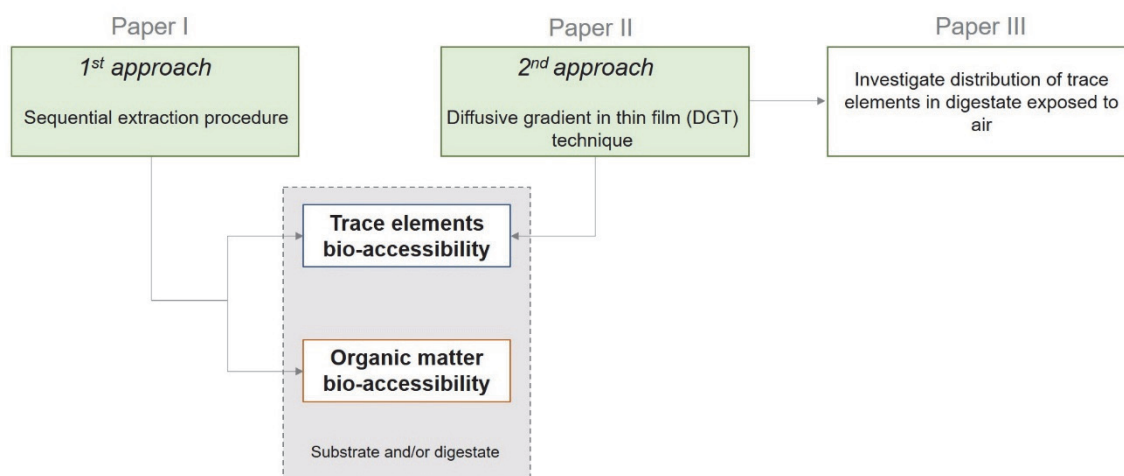 Paper I
Paper II
Paper III
1st approach
Sequential extraction procedure
2nd approach
Diffusive gradient in thin film (DGT)
technique
Investigate distribution of trace
elements in digestate exposed to
air
Trace elements
bio-accessibility
Organic matter
bio-accessibility
Substrate and/or digestate